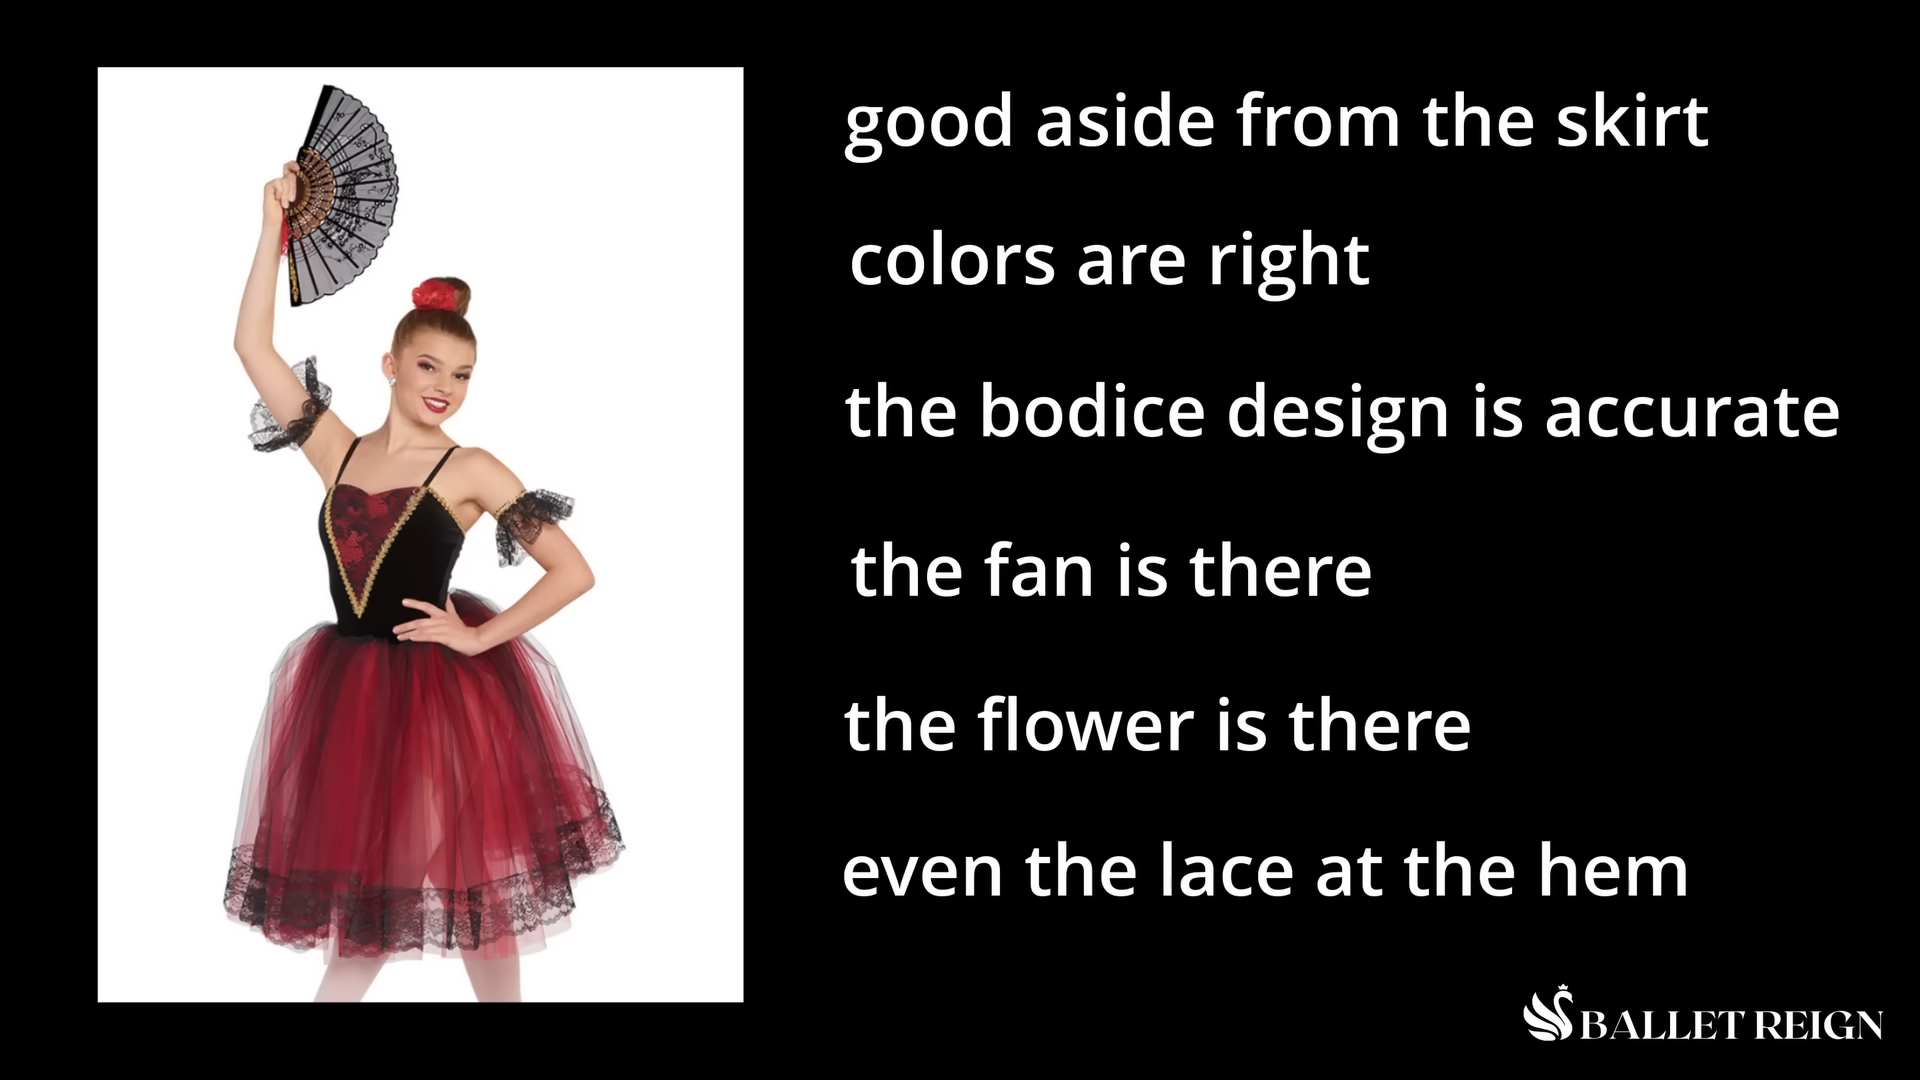 good aside from the skirt
colors are right
the bodice design is accurate
the fan is there
the flower is there
even the lace at the hem
BALLET REIGN